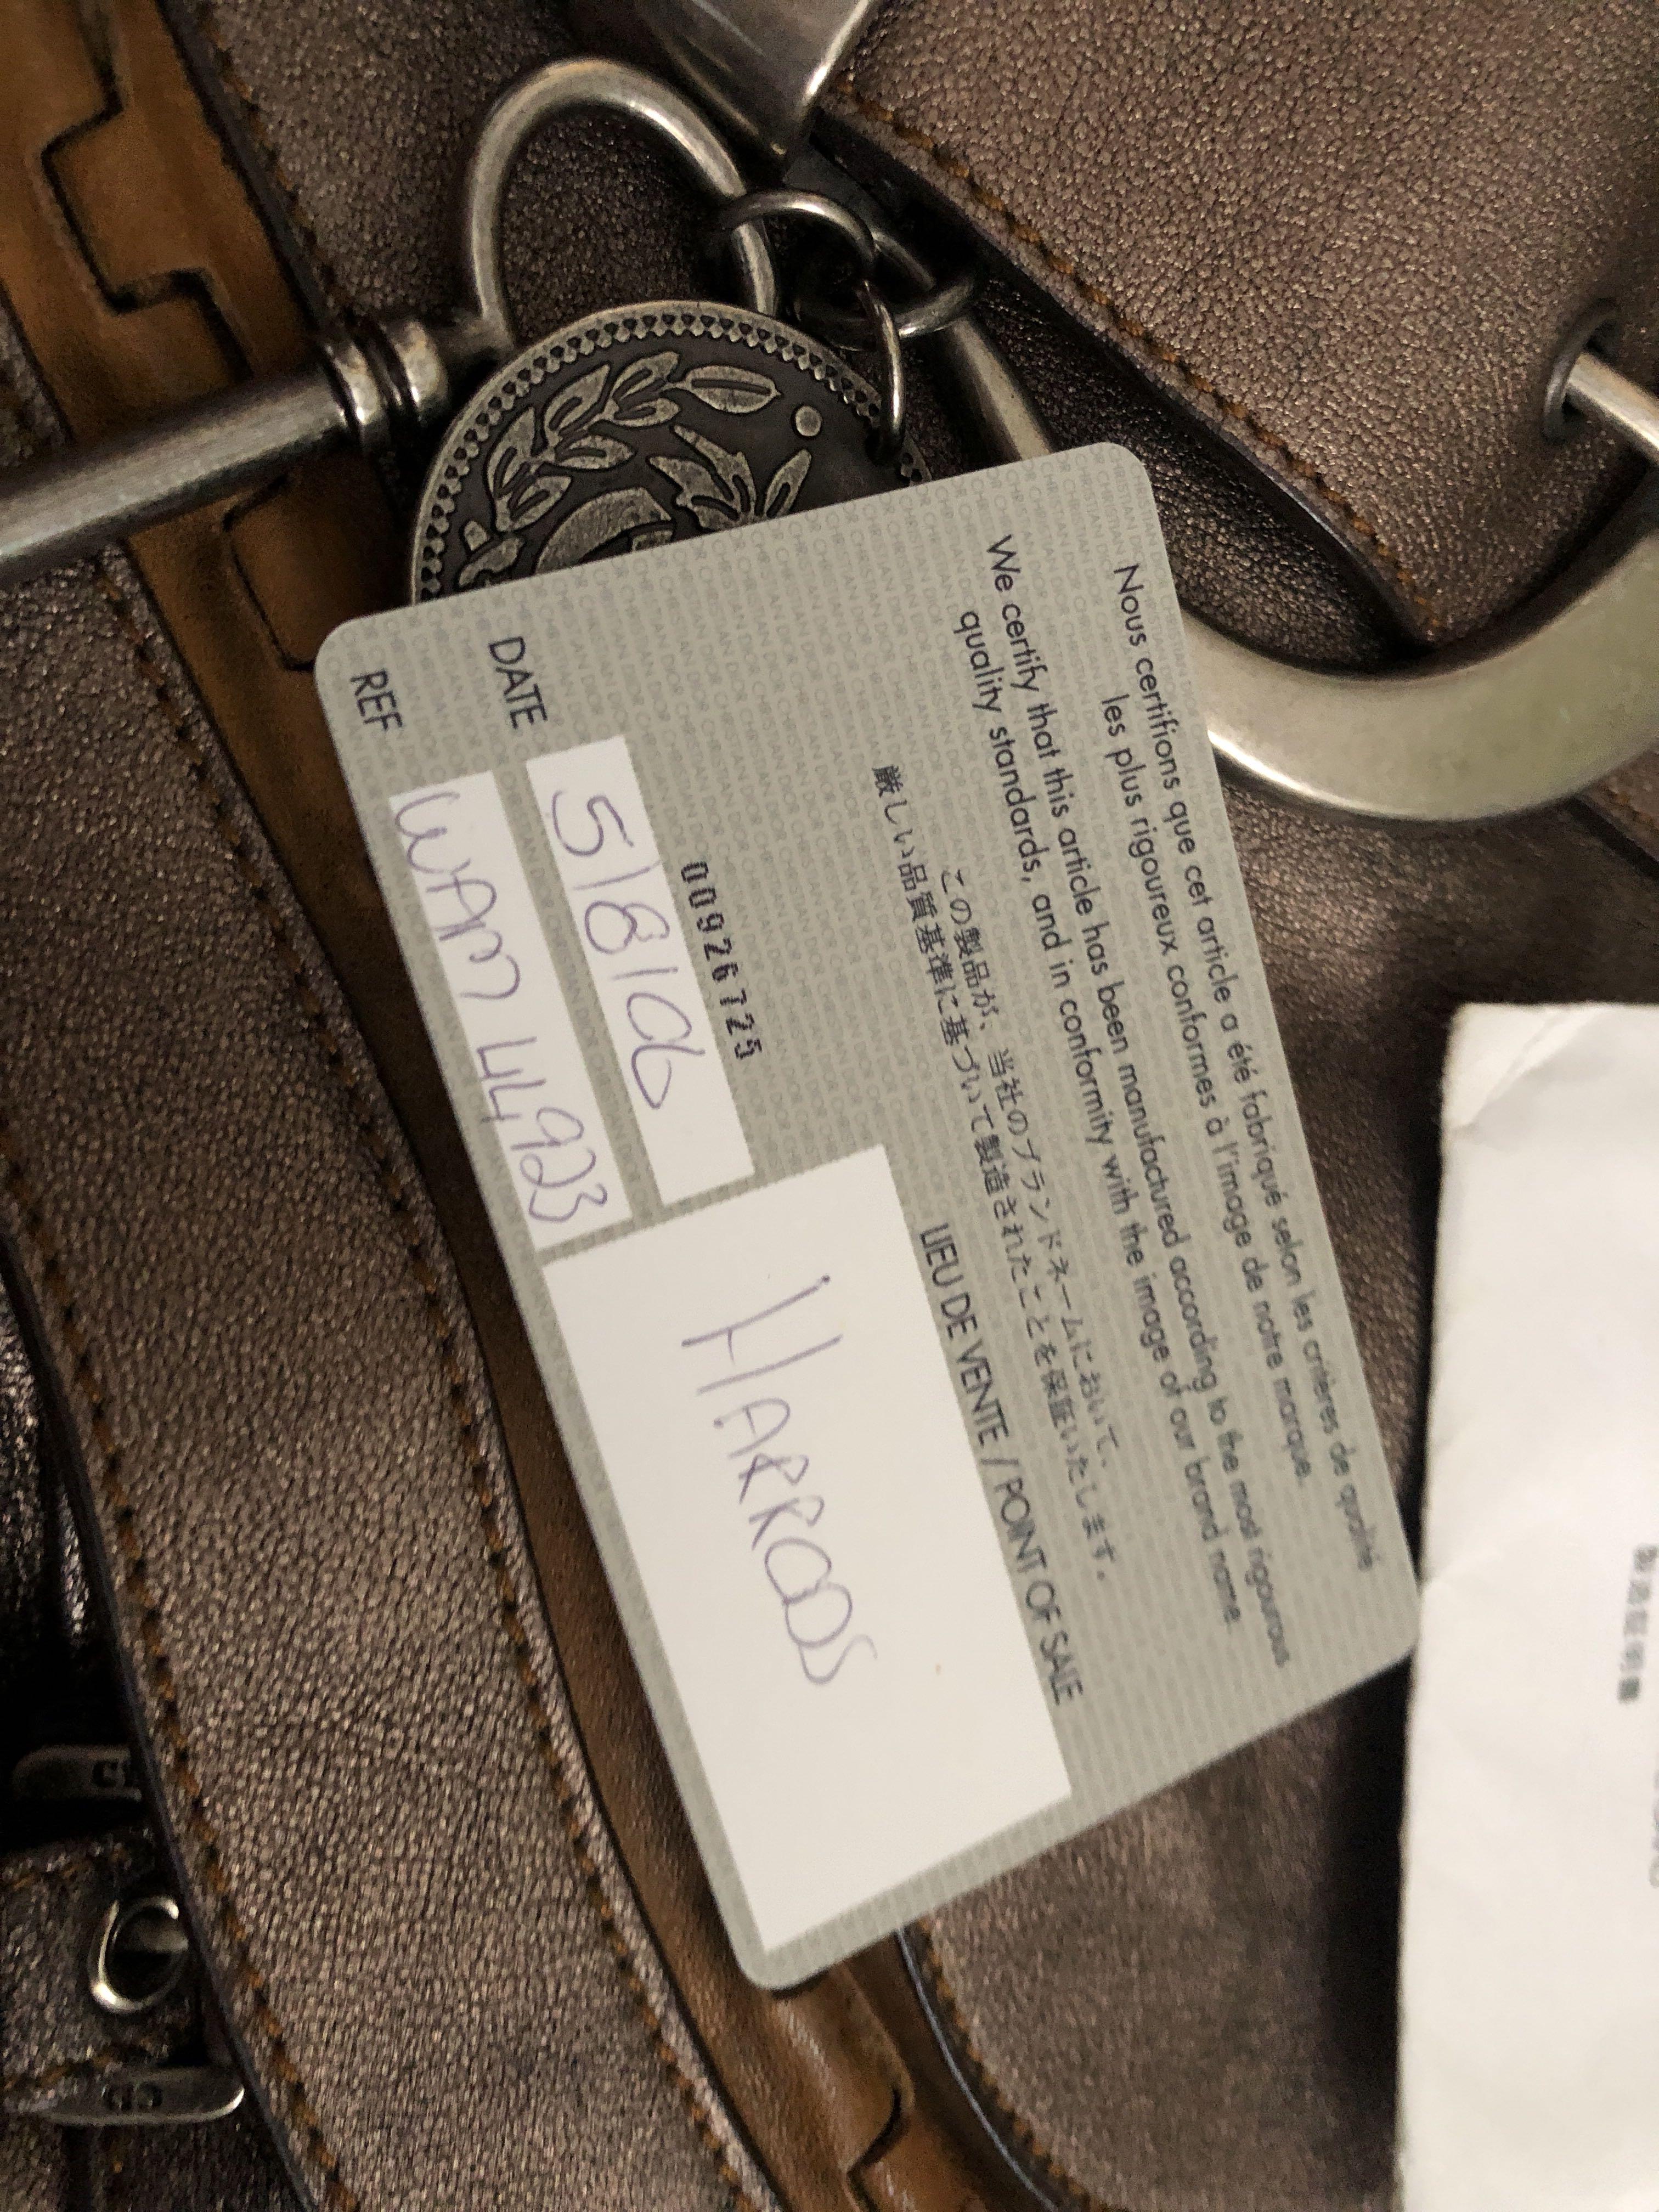 Nous certifions que cet article a été fabriqué selon les critères de qualité
les plus rigoureux conformes à l'image de notre marque.
We certify that this article has been manufactured according to the most rigourous
quality standards, and in conformity with the image of our brand name.
この製品が、当社のブランドネームにおいて、
厳しい品質基準に基づいて製造されたことを保証いたします。
LIEU DE VENTE / POINT OF SALE
HARRODS
00926725
DATE 5/8/06
REF WAM 44923
CD